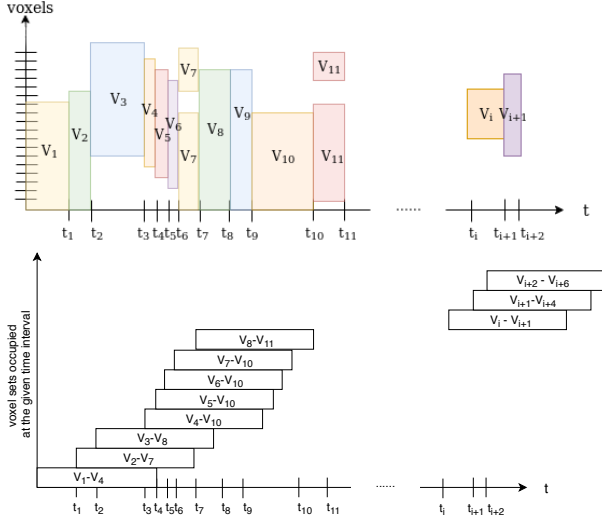 voxels
V₁
V₂
V₃
V₄
V₅
V₆
V₇
V₇
V₈
V₉
V₁₀
V₁₁
V₁₁
Vᵢ
Vᵢ₊₁
t₁ t₂ t₃ t₄ t₅ t₆ t₇ t₈ t₉ t₁₀ t₁₁ ...... tᵢ tᵢ₊₁ tᵢ₊₂ t
voxel sets occupied
at the given time interval
Vᵢ₊₂ - Vᵢ₊₆
Vᵢ₊₁-Vᵢ₊₄
Vᵢ - Vᵢ₊₁
V₈-V₁₁
V₇-V₁₀
V₆-V₁₀
V₅-V₁₀
V₄-V₁₀
V₃-V₈
V₂-V₇
V₁-V₄
t₁ t₂ t₃ t₄ t₅ t₆ t₇ t₈ t₉ t₁₀ t₁₁ ...... tᵢ tᵢ₊₁ tᵢ₊₂ t